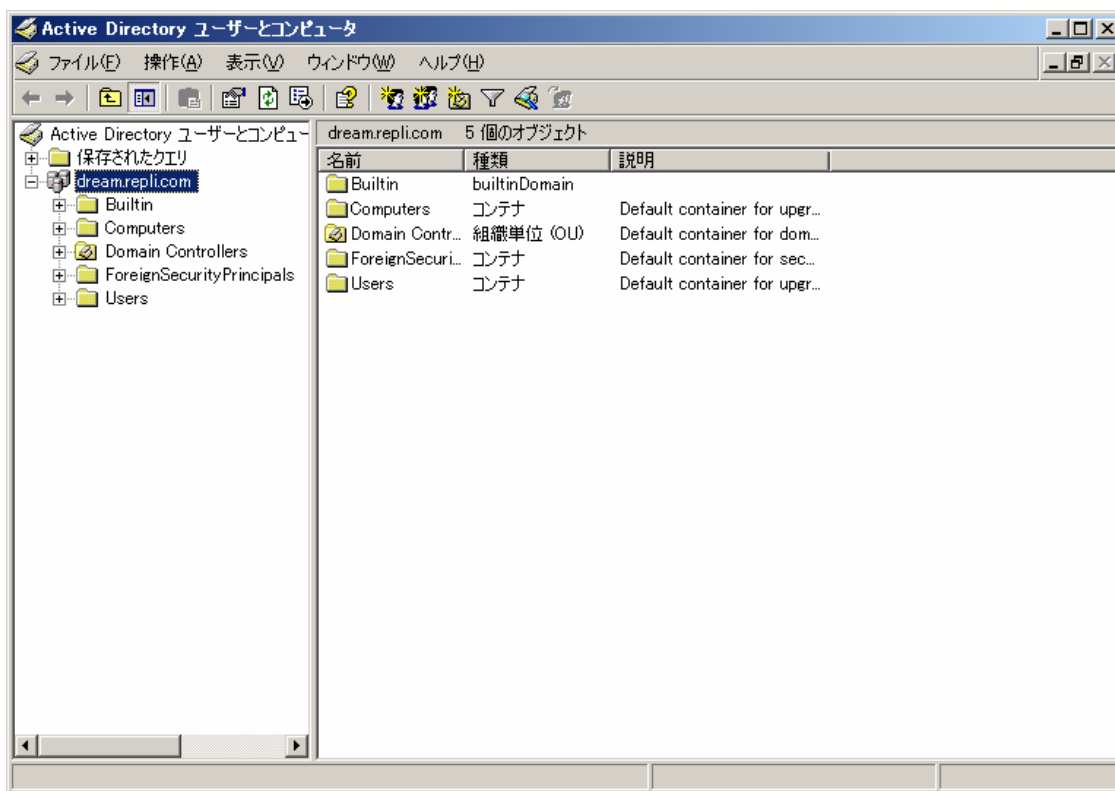 Active Directory ユーザーとコンピュータ
ファイル(F) 操作(A) 表示(V) ウィンドウ(W) ヘルプ(H)
Active Directory ユーザーとコンピュー
保存されたクエリ
dream.repli.com
Builtin
Computers
Domain Controllers
ForeignSecurityPrincipals
Users
dream.repli.com 5 個のオブジェクト
名前 種類 説明
Builtin builtinDomain
Computers コンテナ Default container for upgr...
Domain Contr... 組織単位 (OU) Default container for dom...
ForeignSecuri... コンテナ Default container for sec...
Users コンテナ Default container for upgr...